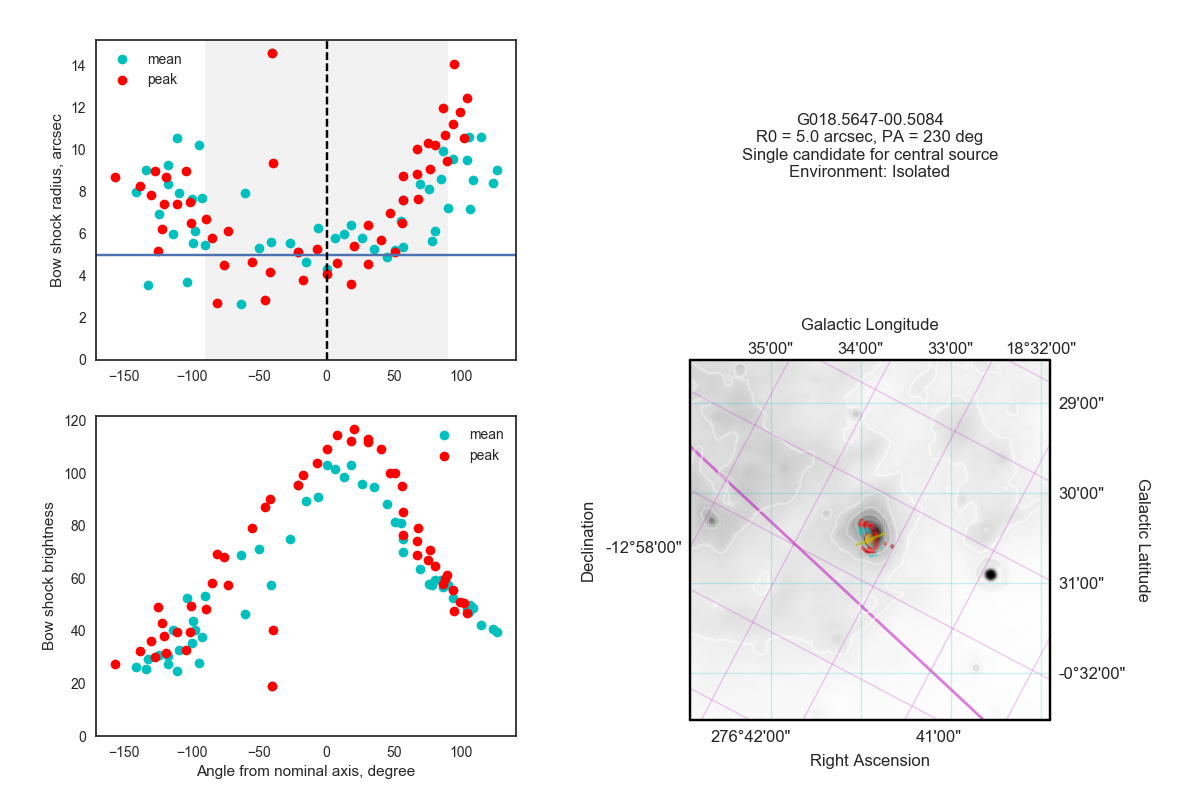 mean
peak
Bow shock radius, arcsec
14
12
10
8
6
4
2
0
−150
−100
−50
0
50
100
mean
peak
Bow shock brightness
120
100
80
60
40
20
0
−150
−100
−50
0
50
100
Angle from nominal axis, degree
G018.5647-00.5084
R0 = 5.0 arcsec, PA = 230 deg
Single candidate for central source
Environment: Isolated
Galactic Longitude
35'00"
34'00"
33'00"
18°32'00"
29'00"
30'00"
31'00"
-0°32'00"
Galactic Latitude
Declination
-12°58'00"
276°42'00"
41'00"
Right Ascension